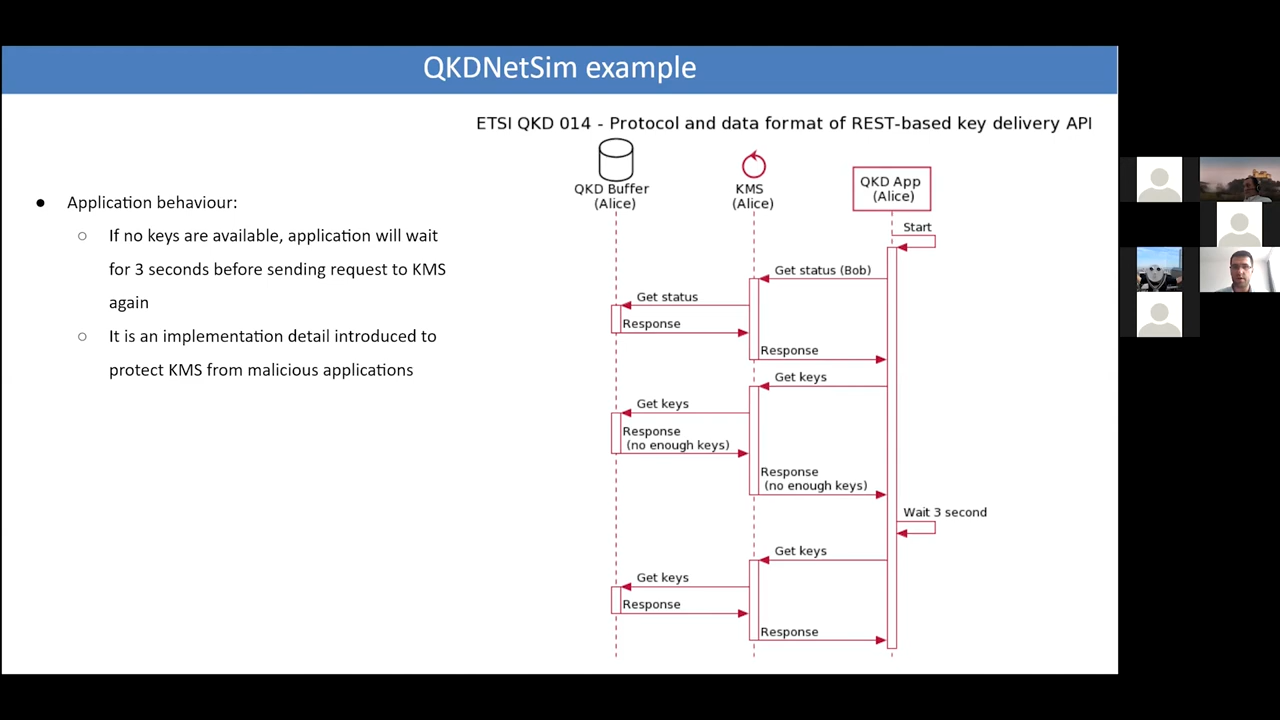 QKDNetSim example
ETSI QKD 014 - Protocol and data format of REST-based key delivery API
● Application behaviour:
○ If no keys are available, application will wait
for 3 seconds before sending request to KMS
again
○ It is an implementation detail introduced to
protect KMS from malicious applications
QKD Buffer
(Alice)
KMS
(Alice)
QKD App
(Alice)
Start
Get status (Bob)
Get status
Response
Response
Get keys
Get keys
Response
(no enough keys)
Response
(no enough keys)
Wait 3 second
Get keys
Get keys
Response
Response